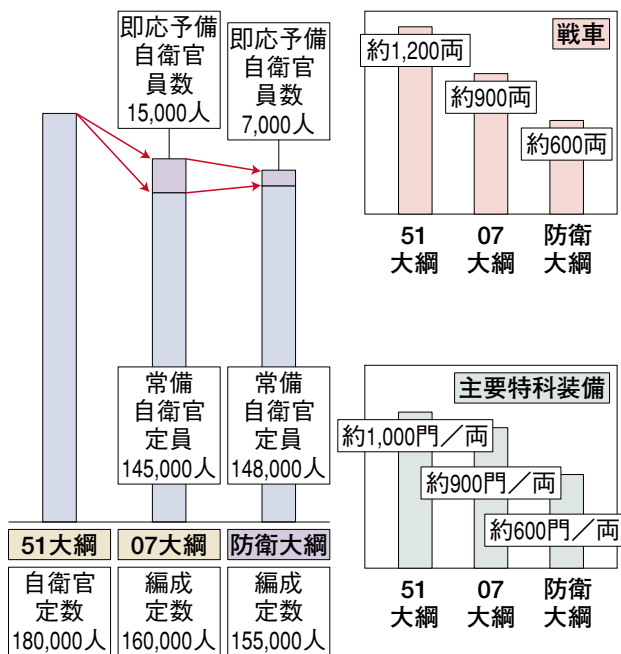 即応予備
自衛官
員数
15,000人
即応予備
自衛官
員数
7,000人
常備
自衛官
定員
145,000人
常備
自衛官
定員
148,000人
51大綱
07大綱
防衛大綱
自衛官
定数
180,000人
編成
定数
160,000人
編成
定数
155,000人
戦車
約1,200両
約900両
約600両
51
大綱
07
大綱
防衛
大綱
主要特科装備
約1,000門／両
約900門／両
約600門／両
51
大綱
07
大綱
防衛
大綱